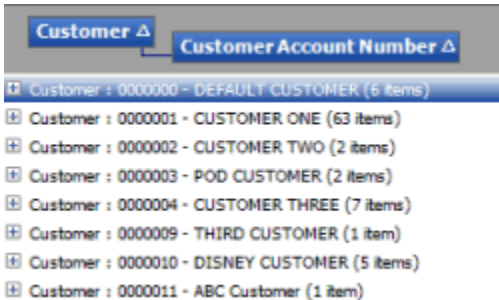 Customer
Customer Account Number
Customer : 0000000 - DEFAULT CUSTOMER (6 items)
Customer : 0000001 - CUSTOMER ONE (63 items)
Customer : 0000002 - CUSTOMER TWO (2 items)
Customer : 0000003 - POD CUSTOMER (2 items)
Customer : 0000004 - CUSTOMER THREE (7 items)
Customer : 0000009 - THIRD CUSTOMER (1 item)
Customer : 0000010 - DISNEY CUSTOMER (5 items)
Customer : 0000011 - ABC Customer (1 item)